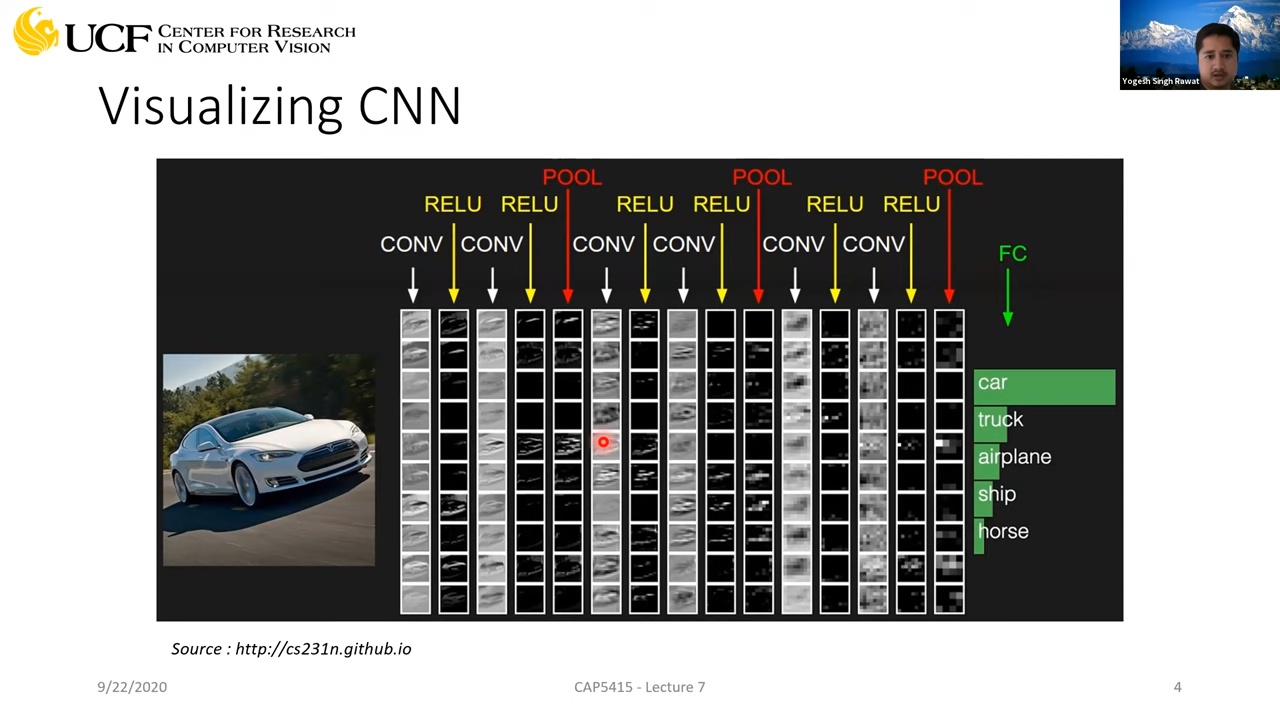 UCF CENTER FOR RESEARCH
IN COMPUTER VISION
Yogesh Singh Rawat
Visualizing CNN
POOL POOL POOL
RELU RELU RELU RELU RELU RELU
CONV CONV CONV CONV CONV CONV
FC
car
truck
airplane
ship
horse
Source : http://cs231n.github.io
9/22/2020 CAP5415 - Lecture 7 4